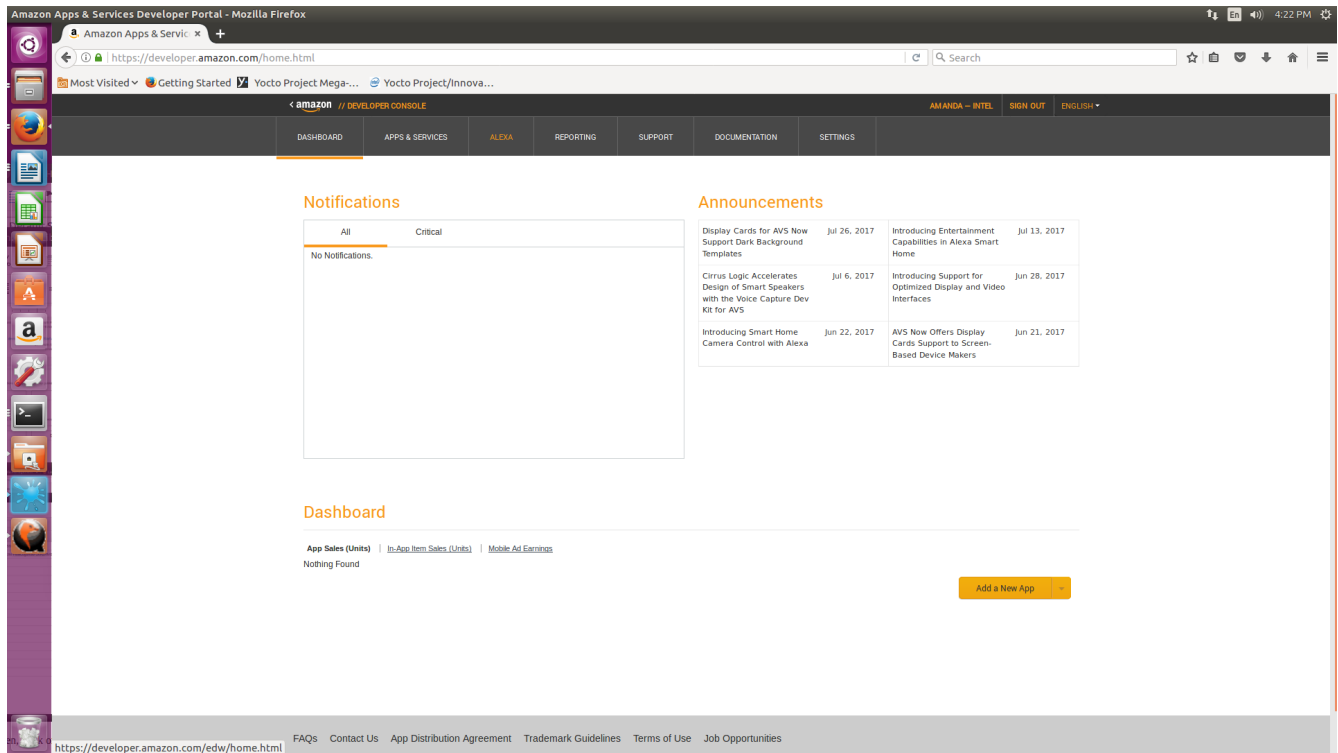 Amazon Apps & Services Developer Portal - Mozilla Firefox
En
4:22 PM
a Amazon Apps & Servic
https://developer.amazon.com/home.html
Search
Most Visited
Getting Started
Yocto Project Mega-...
Yocto Project/Innova...
amazon // DEVELOPER CONSOLE
AMANDA -- INTEL
SIGN OUT
ENGLISH
DASHBOARD
APPS & SERVICES
ALEXA
REPORTING
SUPPORT
DOCUMENTATION
SETTINGS
Notifications
All
Critical
No Notifications.
Announcements
Display Cards for AVS Now
Support Dark Background
Templates
Jul 26, 2017
Introducing Entertainment
Capabilities in Alexa Smart
Home
Jul 13, 2017
Cirrus Logic Accelerates
Design of Smart Speakers
with the Voice Capture Dev
Kit for AVS
Jul 6, 2017
Introducing Support for
Optimized Display and Video
Interfaces
Jun 28, 2017
Introducing Smart Home
Camera Control with Alexa
Jun 22, 2017
AVS Now Offers Display
Cards Support to Screen-
Based Device Makers
Jun 21, 2017
Dashboard
App Sales (Units) | In-App Item Sales (Units) | Mobile Ad Earnings
Nothing Found
Add a New App
FAQs Contact Us App Distribution Agreement Trademark Guidelines Terms of Use Job Opportunities
https://developer.amazon.com/edw/home.html